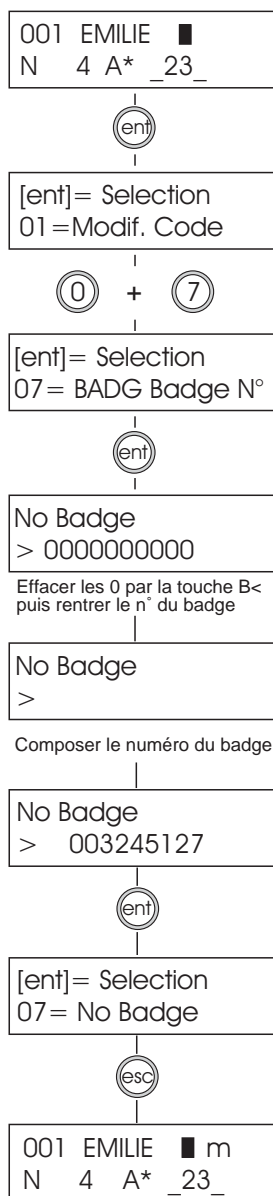 001 EMILIE █
N 4 A* _23_
ent
[ent]= Selection
01=Modif. Code
0 + 7
[ent]= Selection
07= BADG Badge N°
ent
No Badge
> 0000000000
Effacer les 0 par la touche B<
puis rentrer le n° du badge
No Badge
>
Composer le numéro du badge
No Badge
> 003245127
ent
[ent]= Selection
07= No Badge
esc
001 EMILIE █ m
N 4 A* _23_